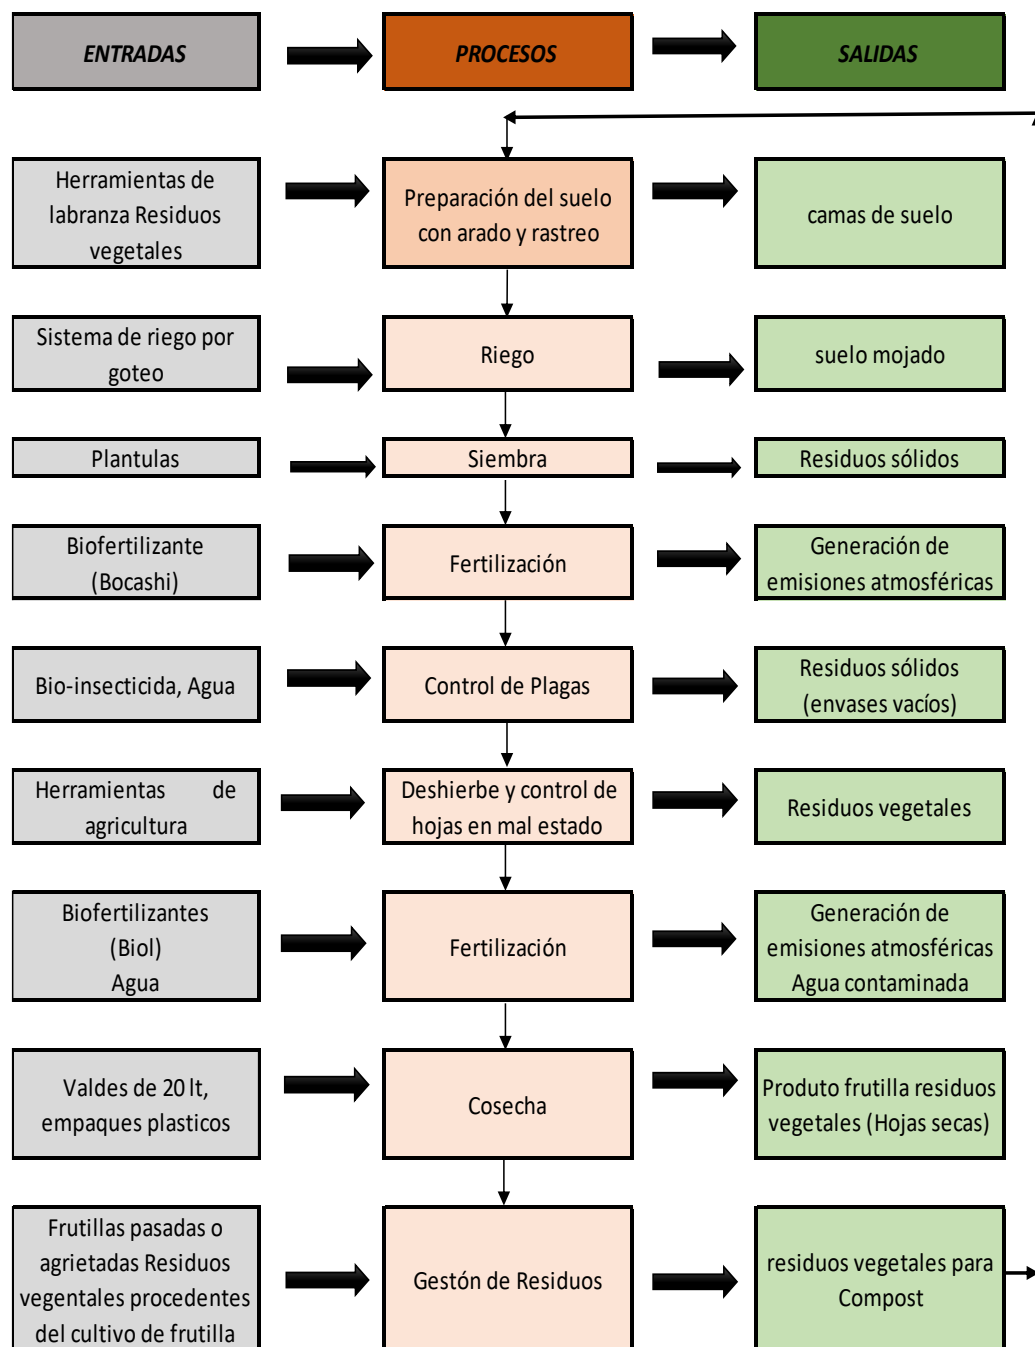 ENTRADAS
PROCESOS
SALIDAS
Herramientas de
labranza Residuos
vegetales
Preparación del suelo
con arado y rastreo
camas de suelo
Sistema de riego por
goteo
Riego
suelo mojado
Plantulas
Siembra
Residuos sólidos
Biofertilizante
(Bocashi)
Fertilización
Generación de
emisiones atmosféricas
Bio-insecticida, Agua
Control de Plagas
Residuos sólidos
(envases vacíos)
Herramientas de
agricultura
Deshierbe y control de
hojas en mal estado
Residuos vegetales
Biofertilizantes
(Biol)
Agua
Fertilización
Generación de
emisiones atmosféricas
Agua contaminada
Valdes de 20 lt,
empaques plasticos
Cosecha
Produto frutilla residuos
vegetales (Hojas secas)
Frutillas pasadas o
agrietadas Residuos
vegentales procedentes
del cultivo de frutilla
Gestón de Residuos
residuos vegetales para
Compost